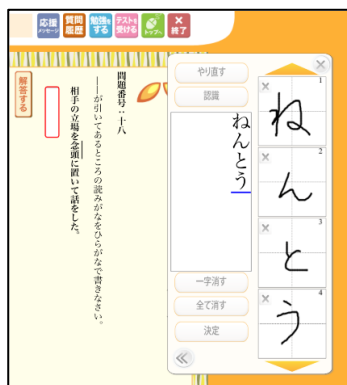 応援メッセージ
質問履歴
勉強をする
テストを受ける
トップへ
終了
問題番号：十八
――が引いてあるところの読みがなをひらがなで書きなさい。
相手の立場を念頭に置いて話をした。
解答する
やり直す
認識
ねんとう
一字消す
全て消す
決定
1
ね
2
ん
3
と
4
う